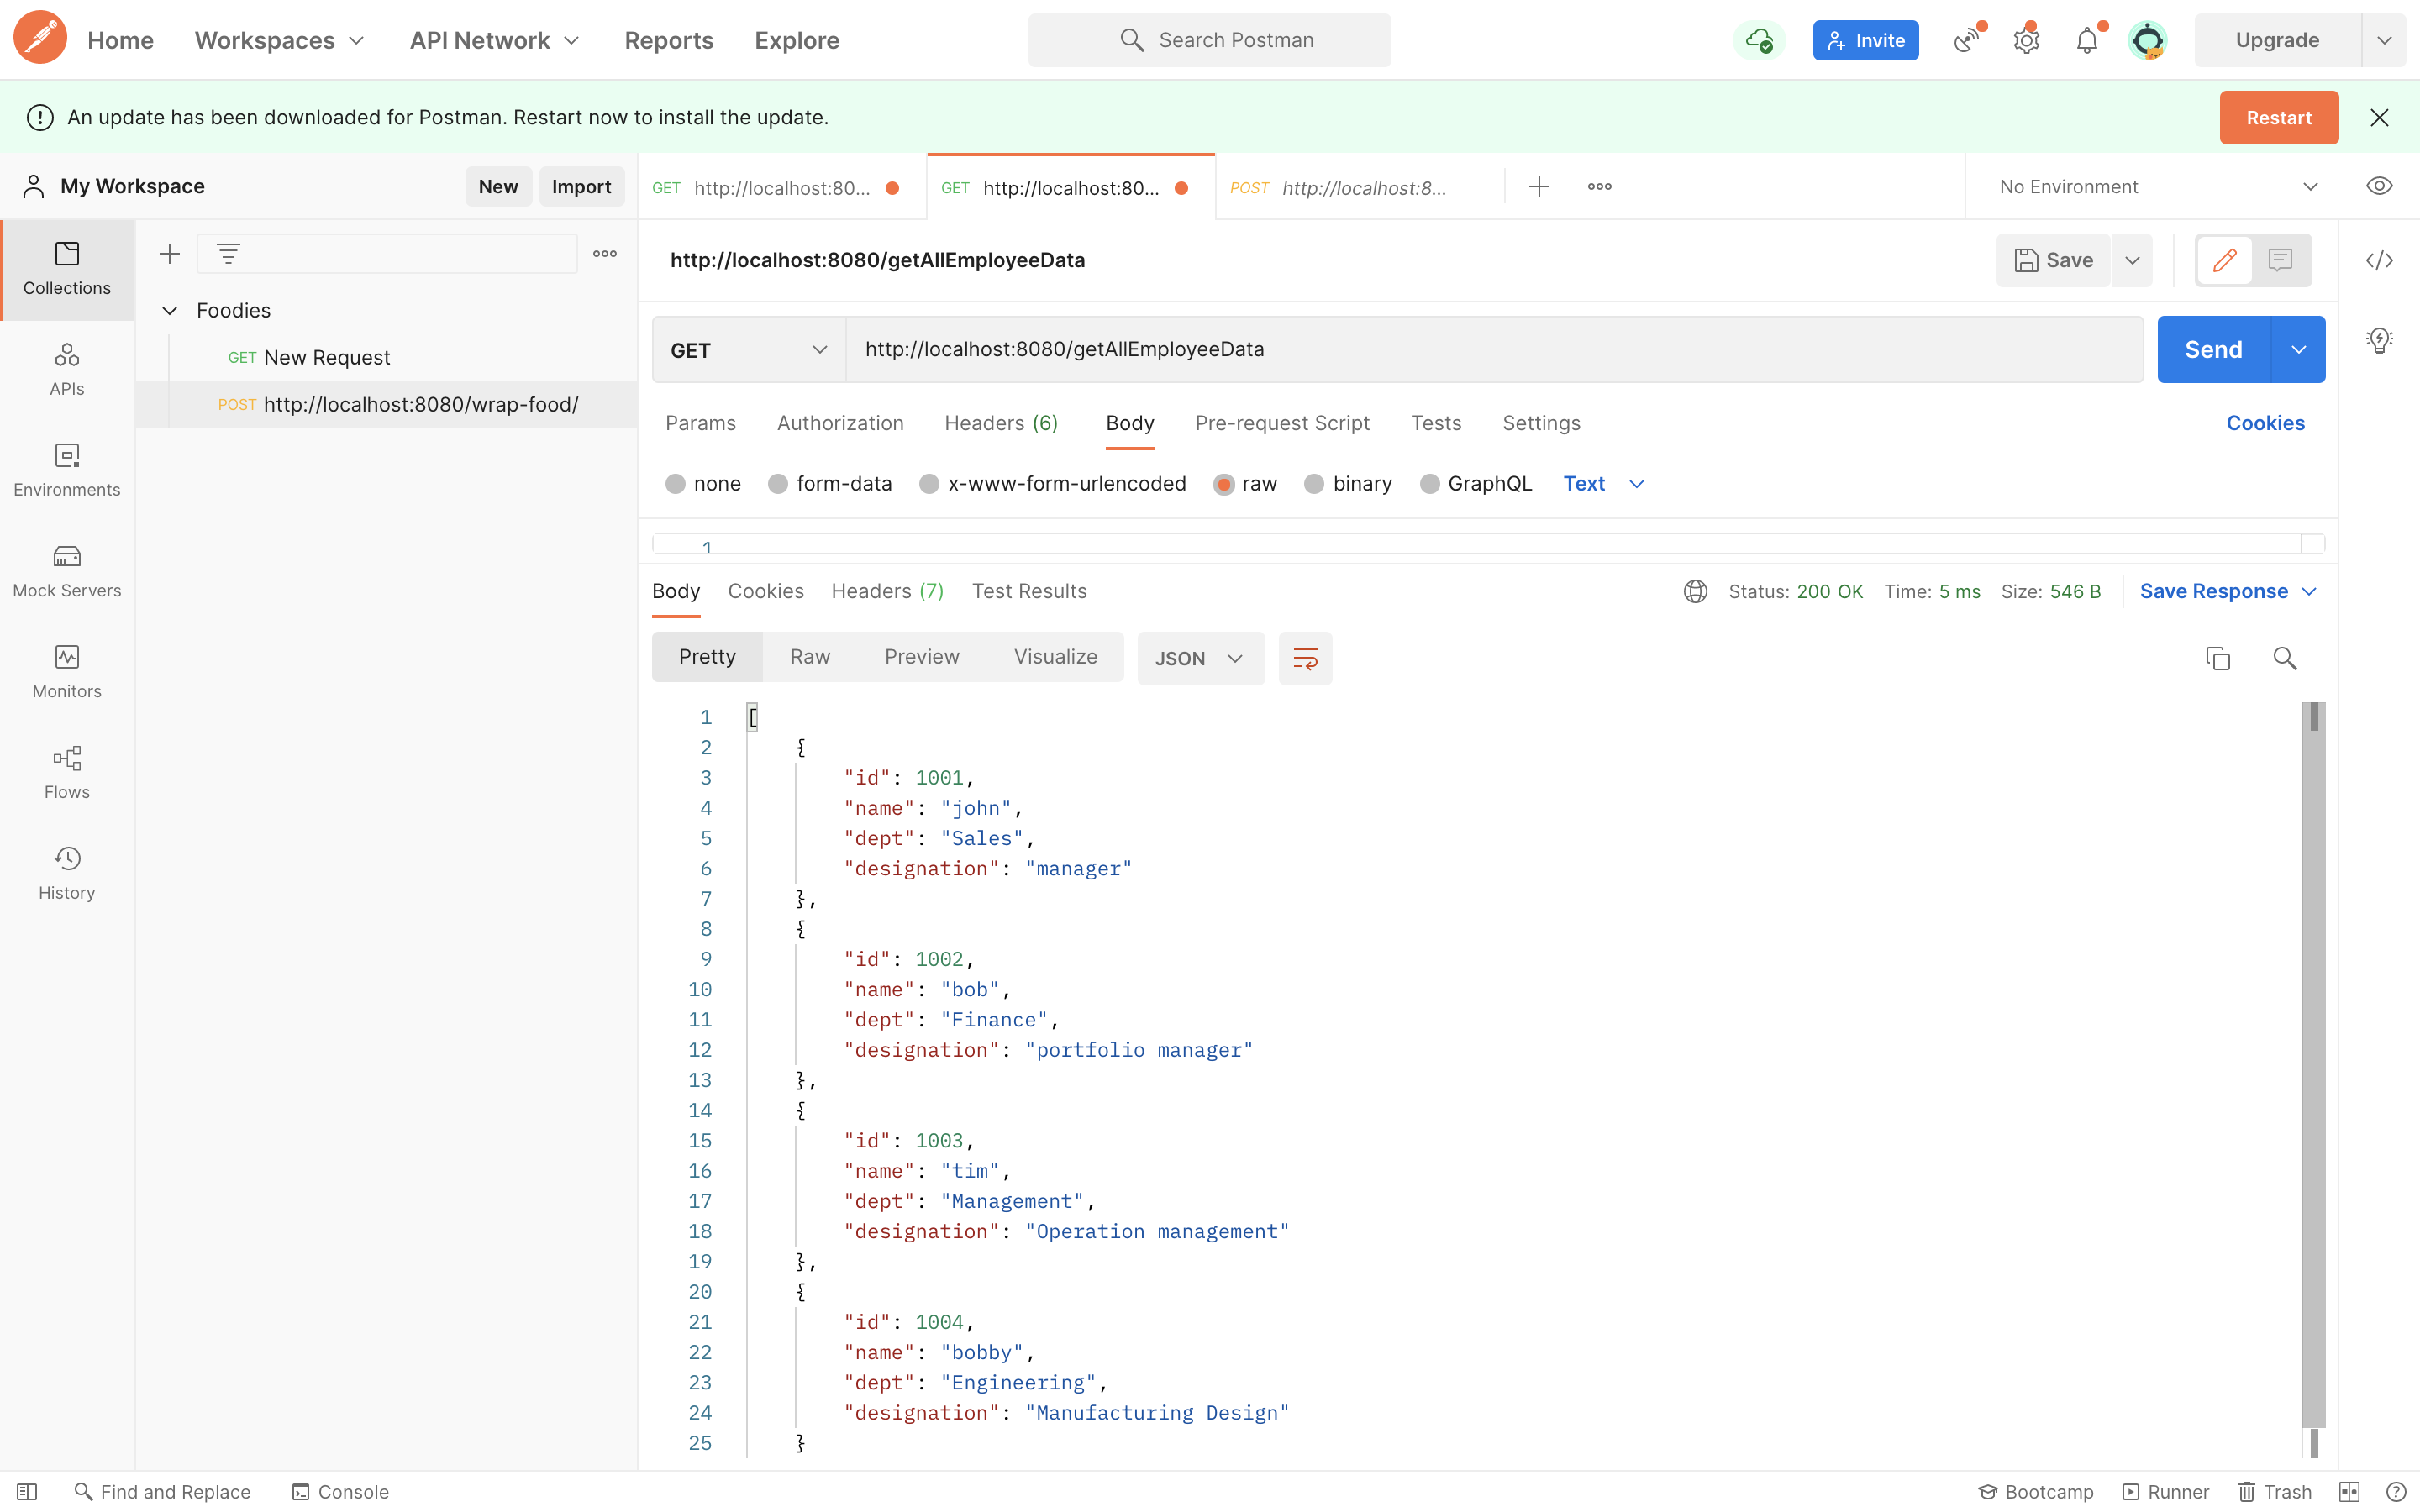 Home Workspaces API Network Reports Explore Search Postman Invite Upgrade
An update has been downloaded for Postman. Restart now to install the update. Restart
My Workspace New Import GET http://localhost:80... GET http://localhost:80... POST http://localhost:8... No Environment
Collections
Foodies
GET New Request
POST http://localhost:8080/wrap-food/
APIs
Environments
Mock Servers
Monitors
Flows
History
http://localhost:8080/getAllEmployeeData Save
GET http://localhost:8080/getAllEmployeeData Send
Params Authorization Headers (6) Body Pre-request Script Tests Settings Cookies
none form-data x-www-form-urlencoded raw binary GraphQL Text
1
Body Cookies Headers (7) Test Results Status: 200 OK Time: 5 ms Size: 546 B Save Response
Pretty Raw Preview Visualize JSON
1 [
2 {
3 "id": 1001,
4 "name": "john",
5 "dept": "Sales",
6 "designation": "manager"
7 },
8 {
9 "id": 1002,
10 "name": "bob",
11 "dept": "Finance",
12 "designation": "portfolio manager"
13 },
14 {
15 "id": 1003,
16 "name": "tim",
17 "dept": "Management",
18 "designation": "Operation management"
19 },
20 {
21 "id": 1004,
22 "name": "bobby",
23 "dept": "Engineering",
24 "designation": "Manufacturing Design"
25 }
Find and Replace Console Bootcamp Runner Trash